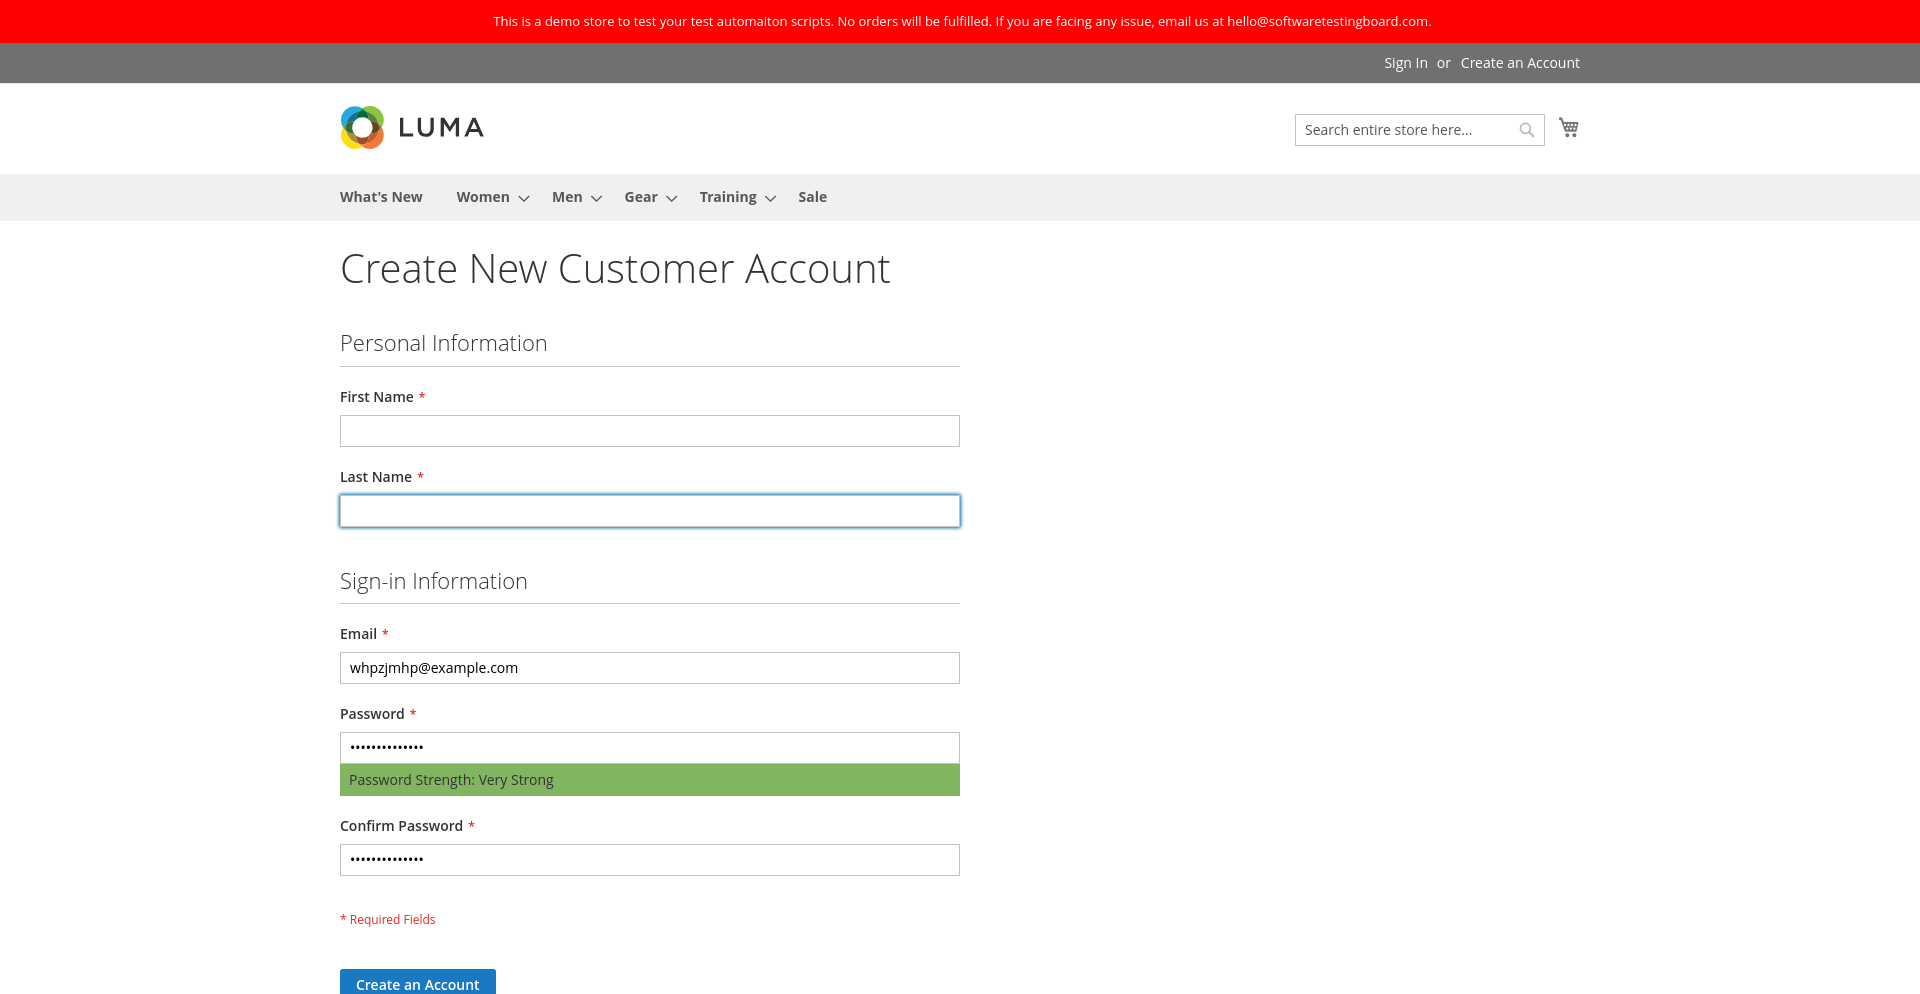 This is a demo store to test your test automaiton scripts. No orders will be fulfilled. If you are facing any issue, email us at hello@softwaretestingboard.com.
Sign In or Create an Account
LUMA
Search entire store here...
What's New Women Men Gear Training Sale
Create New Customer Account
Personal Information
First Name *
Last Name *
Sign-in Information
Email *
whpzjmhp@example.com
Password *
••••••••••••••
Password Strength: Very Strong
Confirm Password *
••••••••••••••
* Required Fields
Create an Account